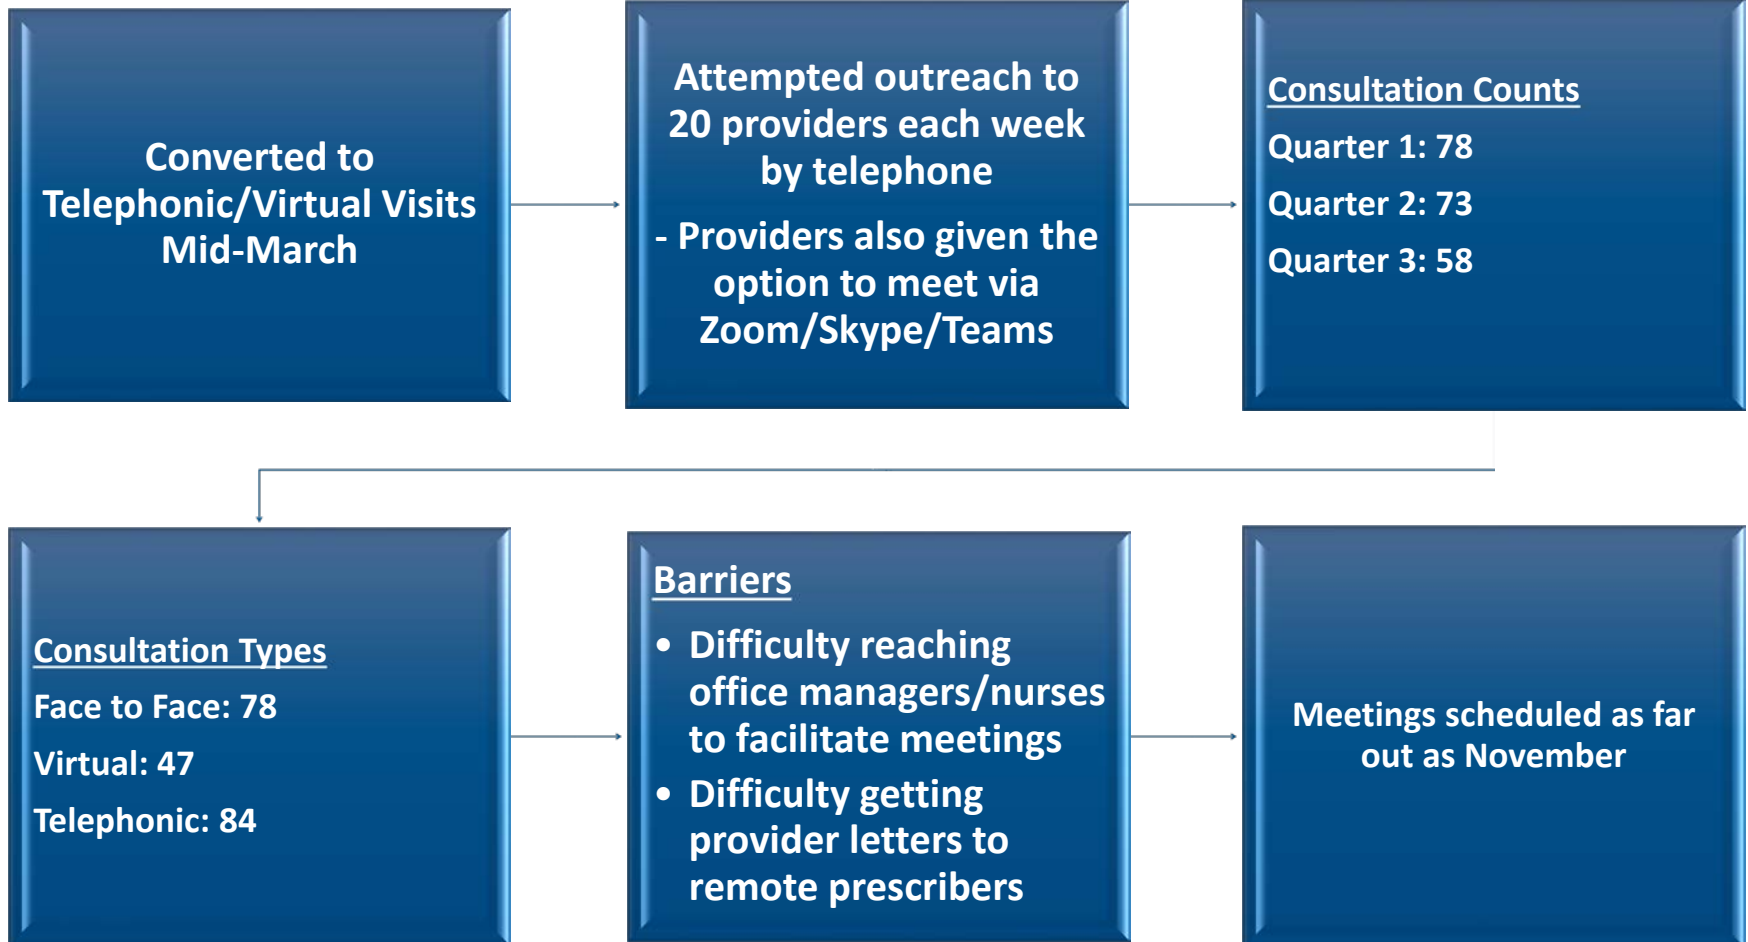 Converted to
Telephonic/Virtual Visits
Mid-March
Attempted outreach to
20 providers each week
by telephone
- Providers also given the
option to meet via
Zoom/Skype/Teams
Consultation Counts
Quarter 1: 78
Quarter 2: 73
Quarter 3: 58
Consultation Types
Face to Face: 78
Virtual: 47
Telephonic: 84
Barriers
• Difficulty reaching
office managers/nurses
to facilitate meetings
• Difficulty getting
provider letters to
remote prescribers
Meetings scheduled as far
out as November